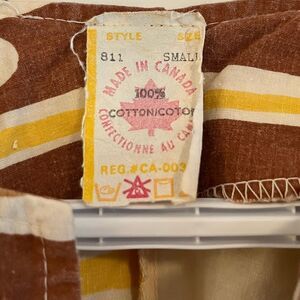 STYLE SIZE
811 SMALL
MADE IN CANADA
100%
COTTON/COTON
CONFECTIONNE AU CA
REG.#CA-003